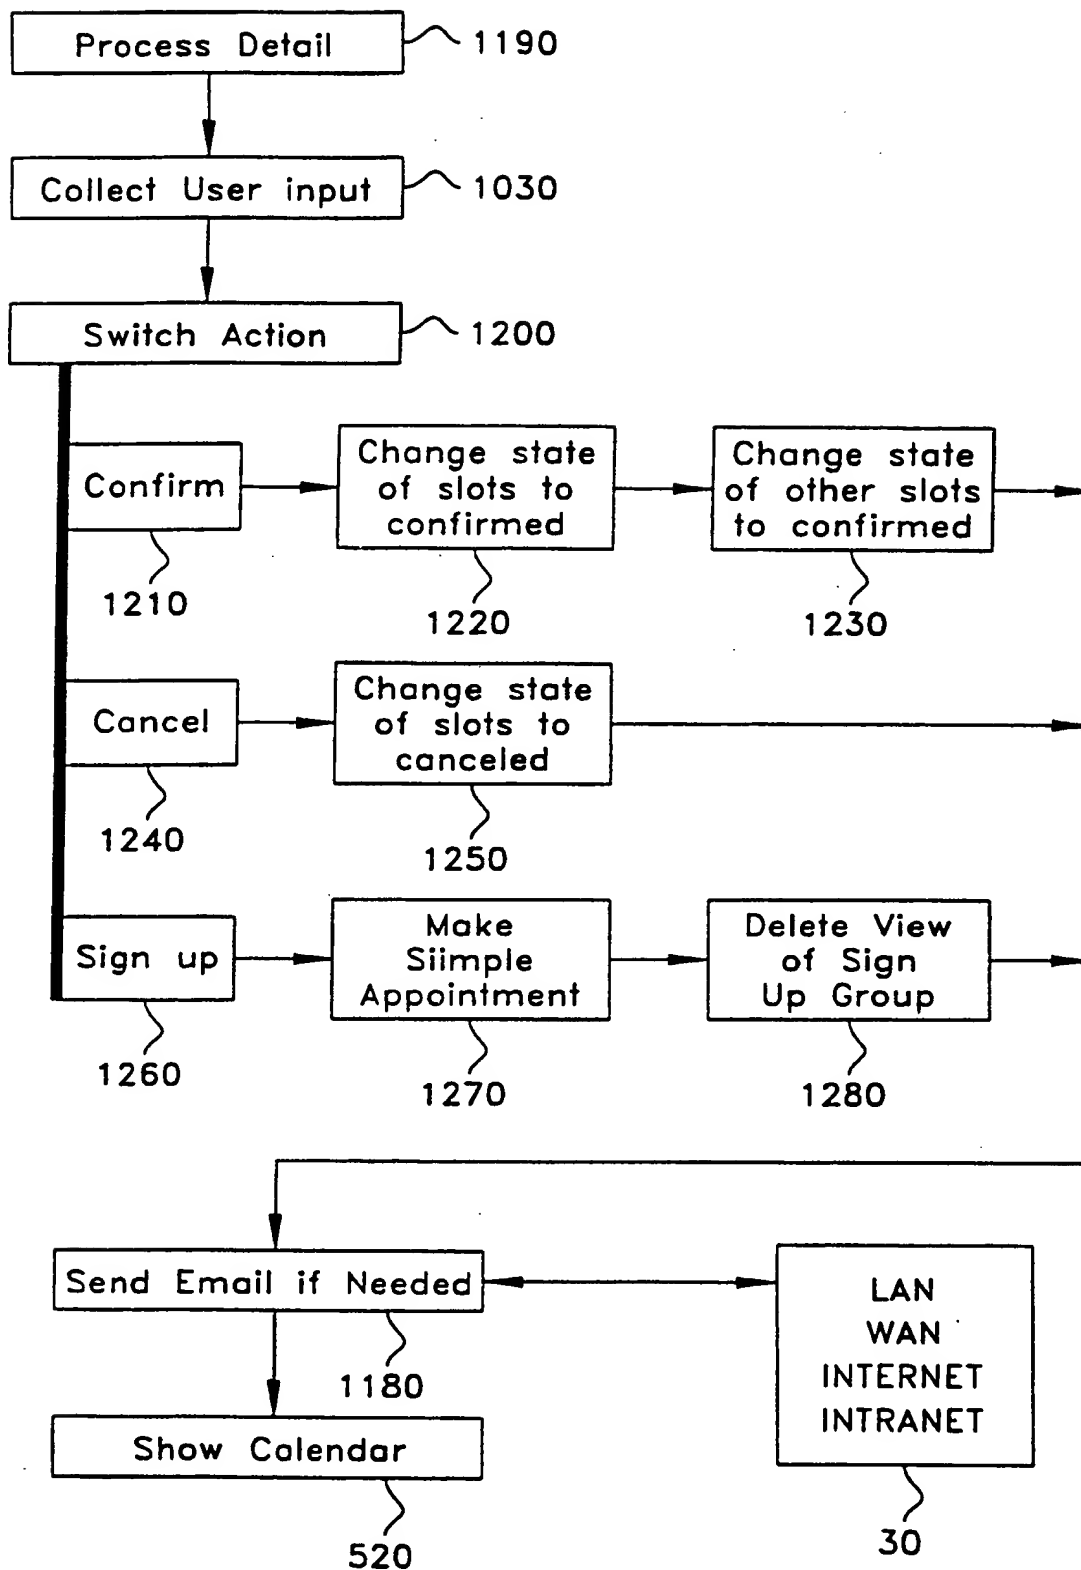 Process Detail
1190
Collect User input
1030
Switch Action
1200
Confirm
1210
Change state
of slots to
confirmed
1220
Change state
of other slots
to confirmed
1230
Cancel
1240
Change state
of slots to
canceled
1250
Sign up
1260
Make
Siimple
Appointment
1270
Delete View
of Sign
Up Group
1280
Send Email if Needed
1180
LAN
WAN
INTERNET
INTRANET
30
Show Calendar
520